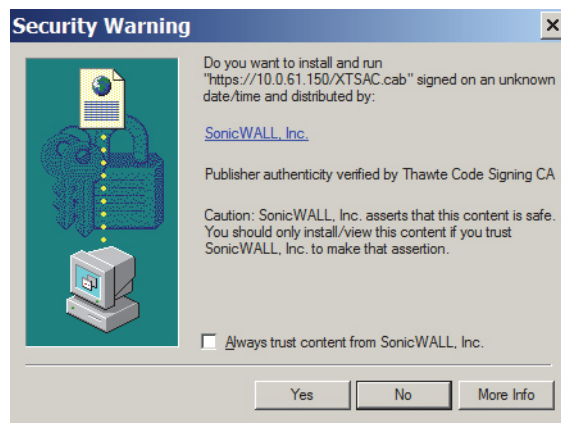 Security Warning
Do you want to install and run
"https://10.0.61.150/XTSAC.cab" signed on an unknown
date/time and distributed by:
SonicWALL, Inc.
Publisher authenticity verified by Thawte Code Signing CA
Caution: SonicWALL, Inc. asserts that this content is safe.
You should only install/view this content if you trust
SonicWALL, Inc. to make that assertion.
Always trust content from SonicWALL, Inc.
Yes No More Info